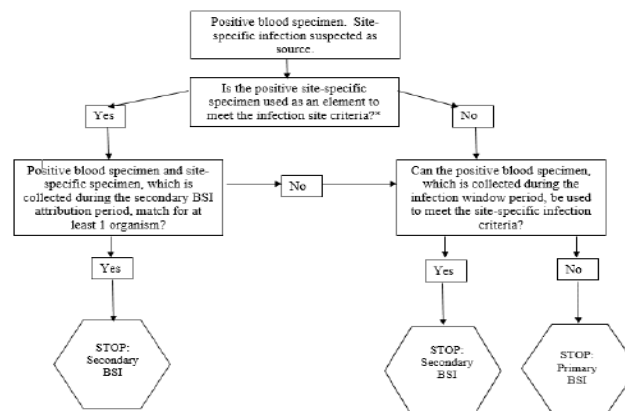 Positive blood specimen. Site-
specific infection suspected as
source.
Is the positive site-specific
specimen used as an element to
meet the infection site criteria?*
Yes
No
Positive blood specimen and site-
specific specimen, which is
collected during the secondary BSI
attribution period, match for at
least 1 organism?
No
Can the positive blood specimen,
which is collected during the
infection window period, be used
to meet the site-specific infection
criteria?
Yes
Yes
No
STOP:
Secondary
BSI
STOP:
Secondary
BSI
STOP:
Primary
BSI